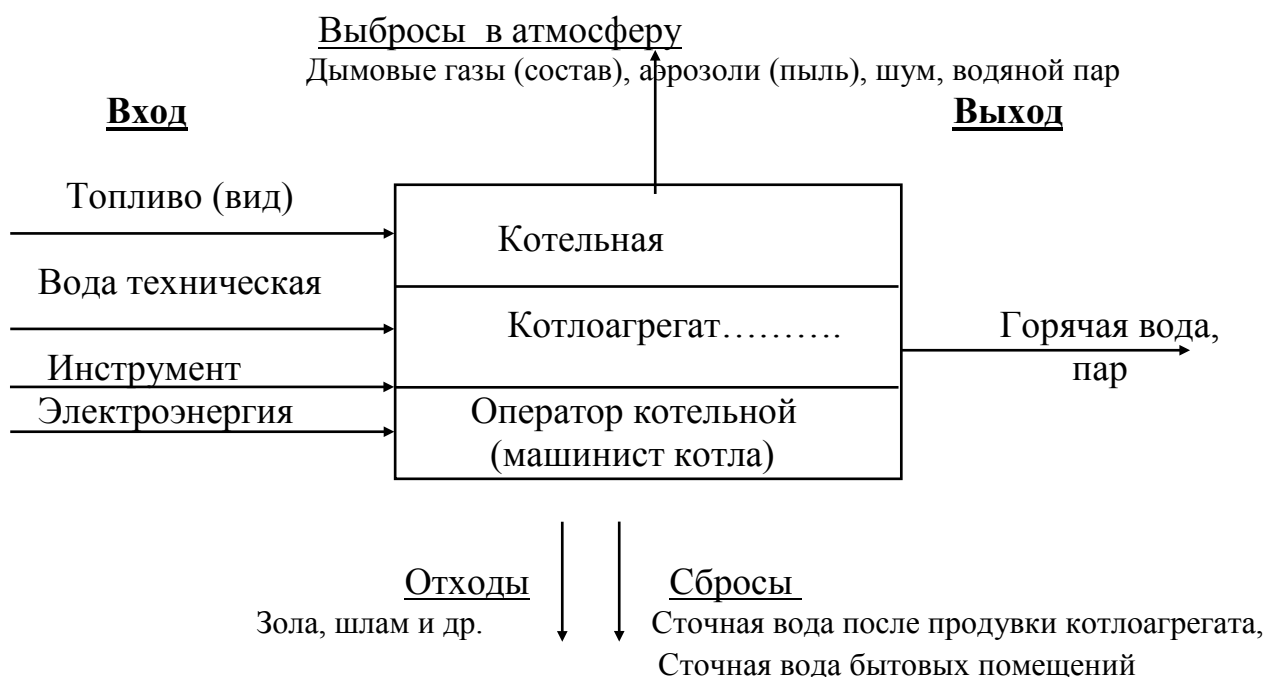 Выбросы в атмосферу
Дымовые газы (состав), аэрозоли (пыль), шум, водяной пар
Вход
Выход
Топливо (вид)
Котельная
Вода техническая
Котлоагрегат……….
Горячая вода,
пар
Инструмент
Электроэнергия
Оператор котельной
(машинист котла)
Отходы
Зола, шлам и др.
Сбросы
Сточная вода после продувки котлоагрегата,
Сточная вода бытовых помещений